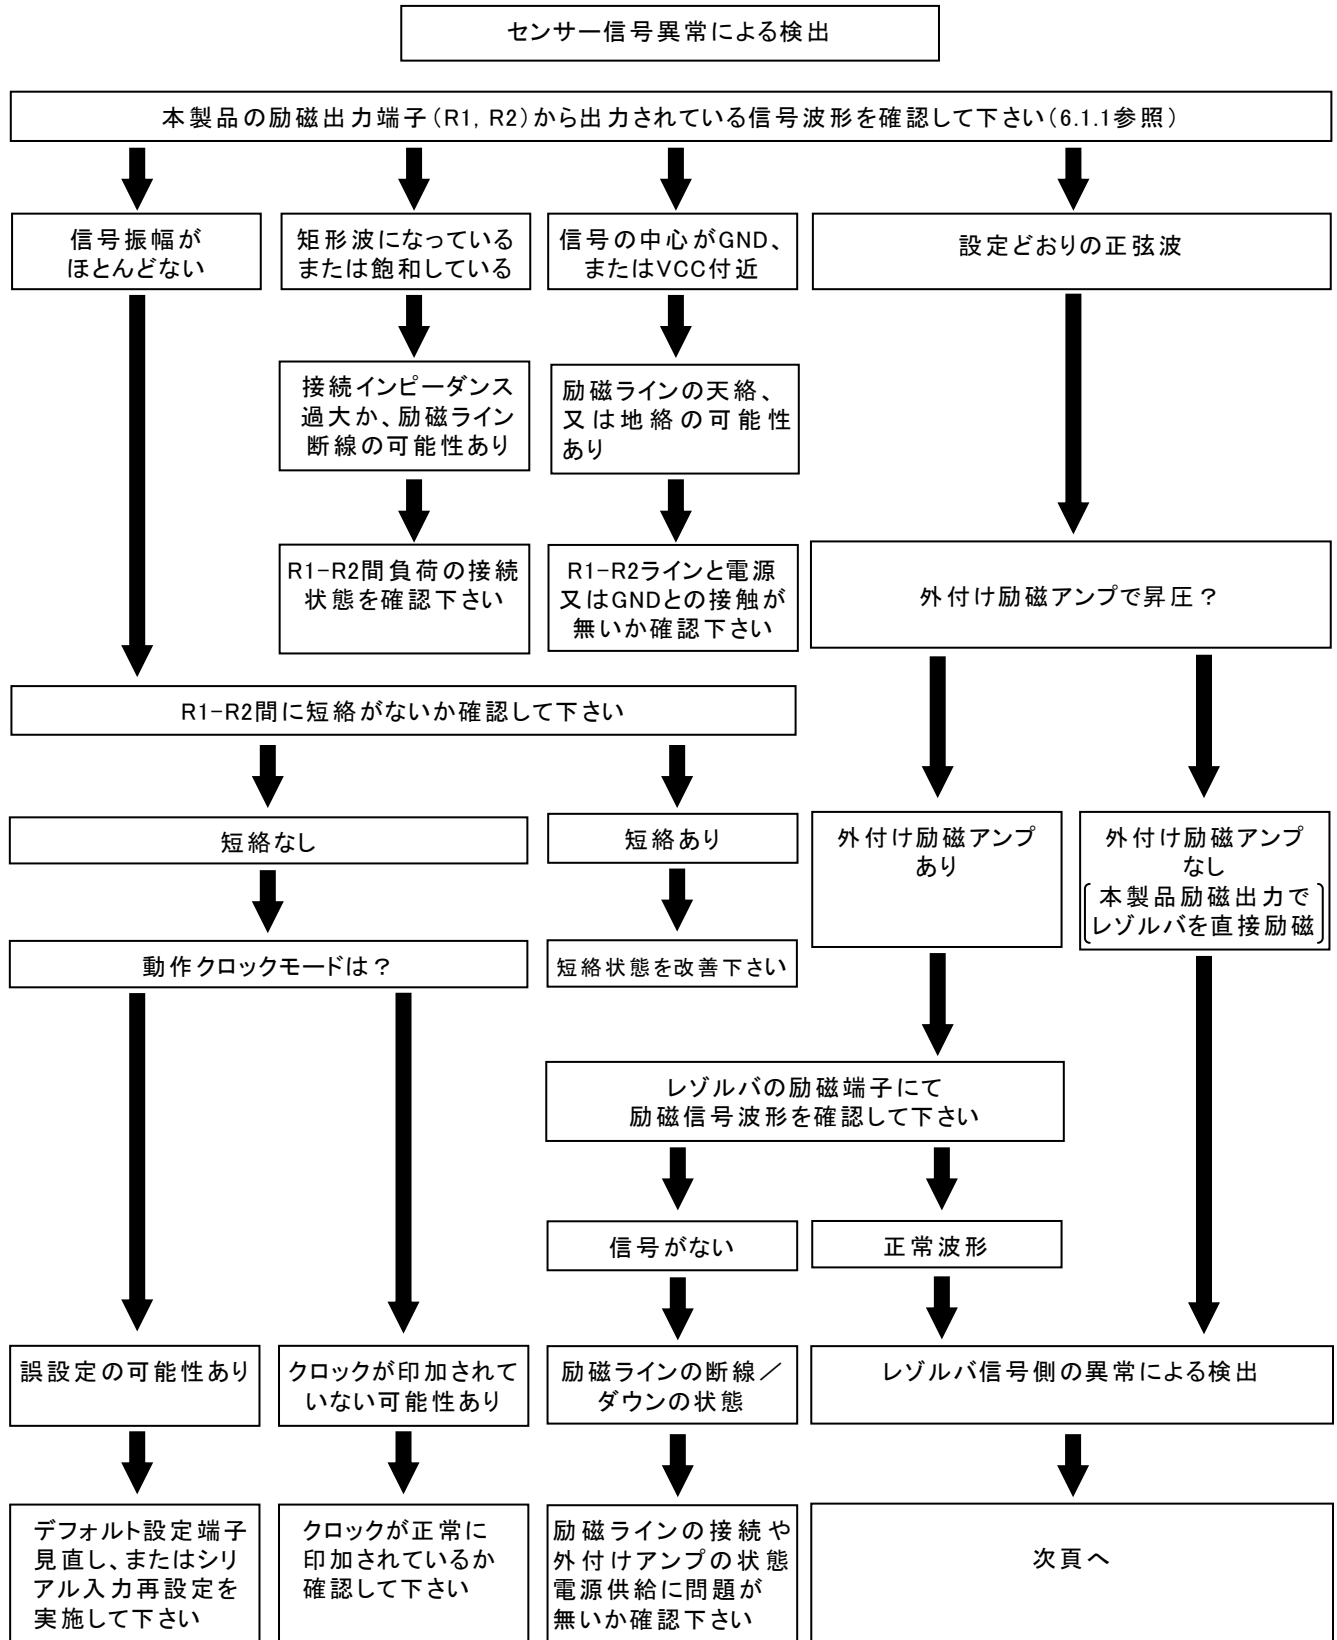 センサー信号異常による検出
本製品の励磁出力端子（R1, R2）から出力されている信号波形を確認して下さい（6.1.1参照）
信号振幅が
ほとんどない
矩形波になっている
または飽和している
信号の中心がGND、
またはVCC付近
設定どおりの正弦波
接続インピーダンス
過大か、励磁ライン
断線の可能性あり
励磁ラインの天絡、
又は地絡の可能性
あり
R1-R2間負荷の接続
状態を確認下さい
R1-R2ラインと電源
又はGNDとの接触が
無いか確認下さい
外付け励磁アンプで昇圧？
R1-R2間に短絡がないか確認して下さい
短絡なし
短絡あり
外付け励磁アンプ
あり
外付け励磁アンプ
なし
本製品励磁出力で
レゾルバを直接励磁
動作クロックモードは？
短絡状態を改善下さい
レゾルバの励磁端子にて
励磁信号波形を確認して下さい
信号がない
正常波形
誤設定の可能性あり
クロックが印加されて
いない可能性あり
励磁ラインの断線／
ダウンの状態
レゾルバ信号側の異常による検出
デフォルト設定端子
見直し、またはシリ
アル入力再設定を
実施して下さい
クロックが正常に
印加されているか
確認して下さい
励磁ラインの接続や
外付けアンプの状態
電源供給に問題が
無いか確認下さい
次頁へ